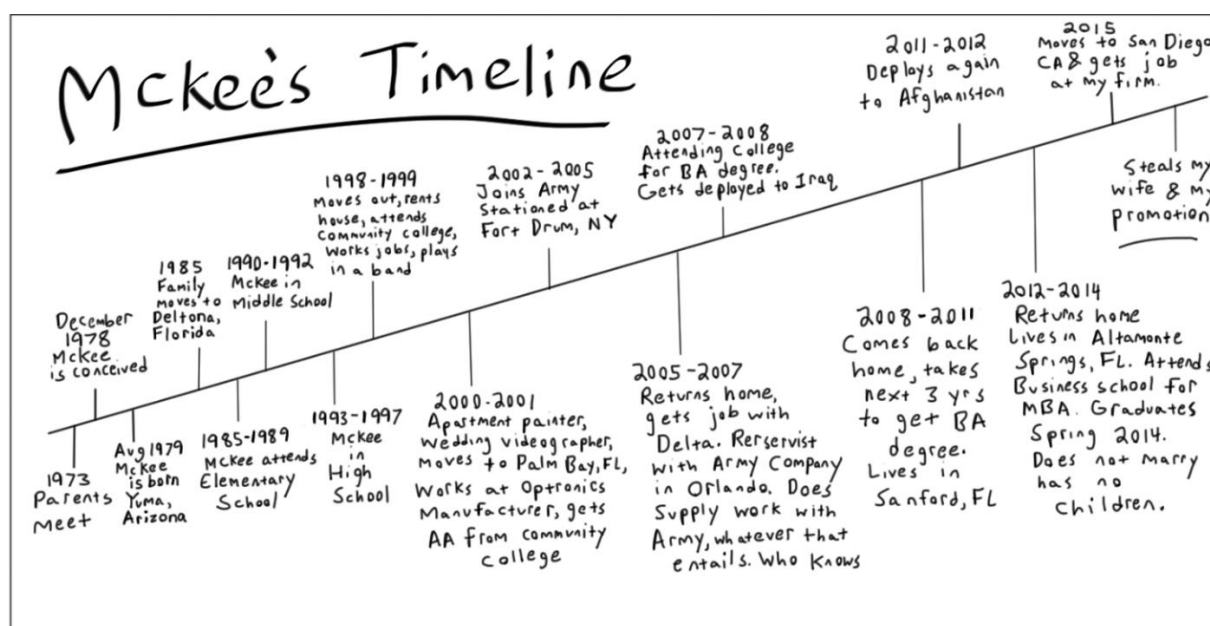 Mckee's Timeline
1973
Parents
Meet
December
1978
Mckee
is conceived
Aug 1979
Mckee
is born
Yuma,
Arizona
1985
Family
moves to
Deltona,
Florida
1985-1989
Mckee attends
Elementary
School
1990-1992
Mckee in
Middle School
1993-1997
Mckee
in
High
School
1998-1999
Moves out, rents
house, attends
Community college,
Works jobs, plays
in a band
2000-2001
Apartment painter,
Wedding videographer,
moves to Palm Bay, FL,
Works at Optronics
Manufacturer, gets
AA from community
college
2002-2005
Joins Army
Stationed at
Fort Drum, NY
2005-2007
Returns home,
gets job with
Delta. Rerservist
with Army Company
in Orlando. Does
Supply work with
Army, whatever that
entails. Who knows
2007-2008
Attending College
for BA degree.
Gets deployed to Iraq
2008-2011
Comes back
home, takes
next 3 yrs
to get BA
degree.
Lives in
Sanford, FL
2011-2012
Deploys again
to Afghanistan
2012-2014
Returns home
Lives in Altamonte
Springs, FL. Attends
Business school for
MBA. Graduates
Spring 2014.
Does not marry
has no
children.
2015
Moves to San Diego
CA & gets job
at my firm.
Steals my
wife & my
promotion